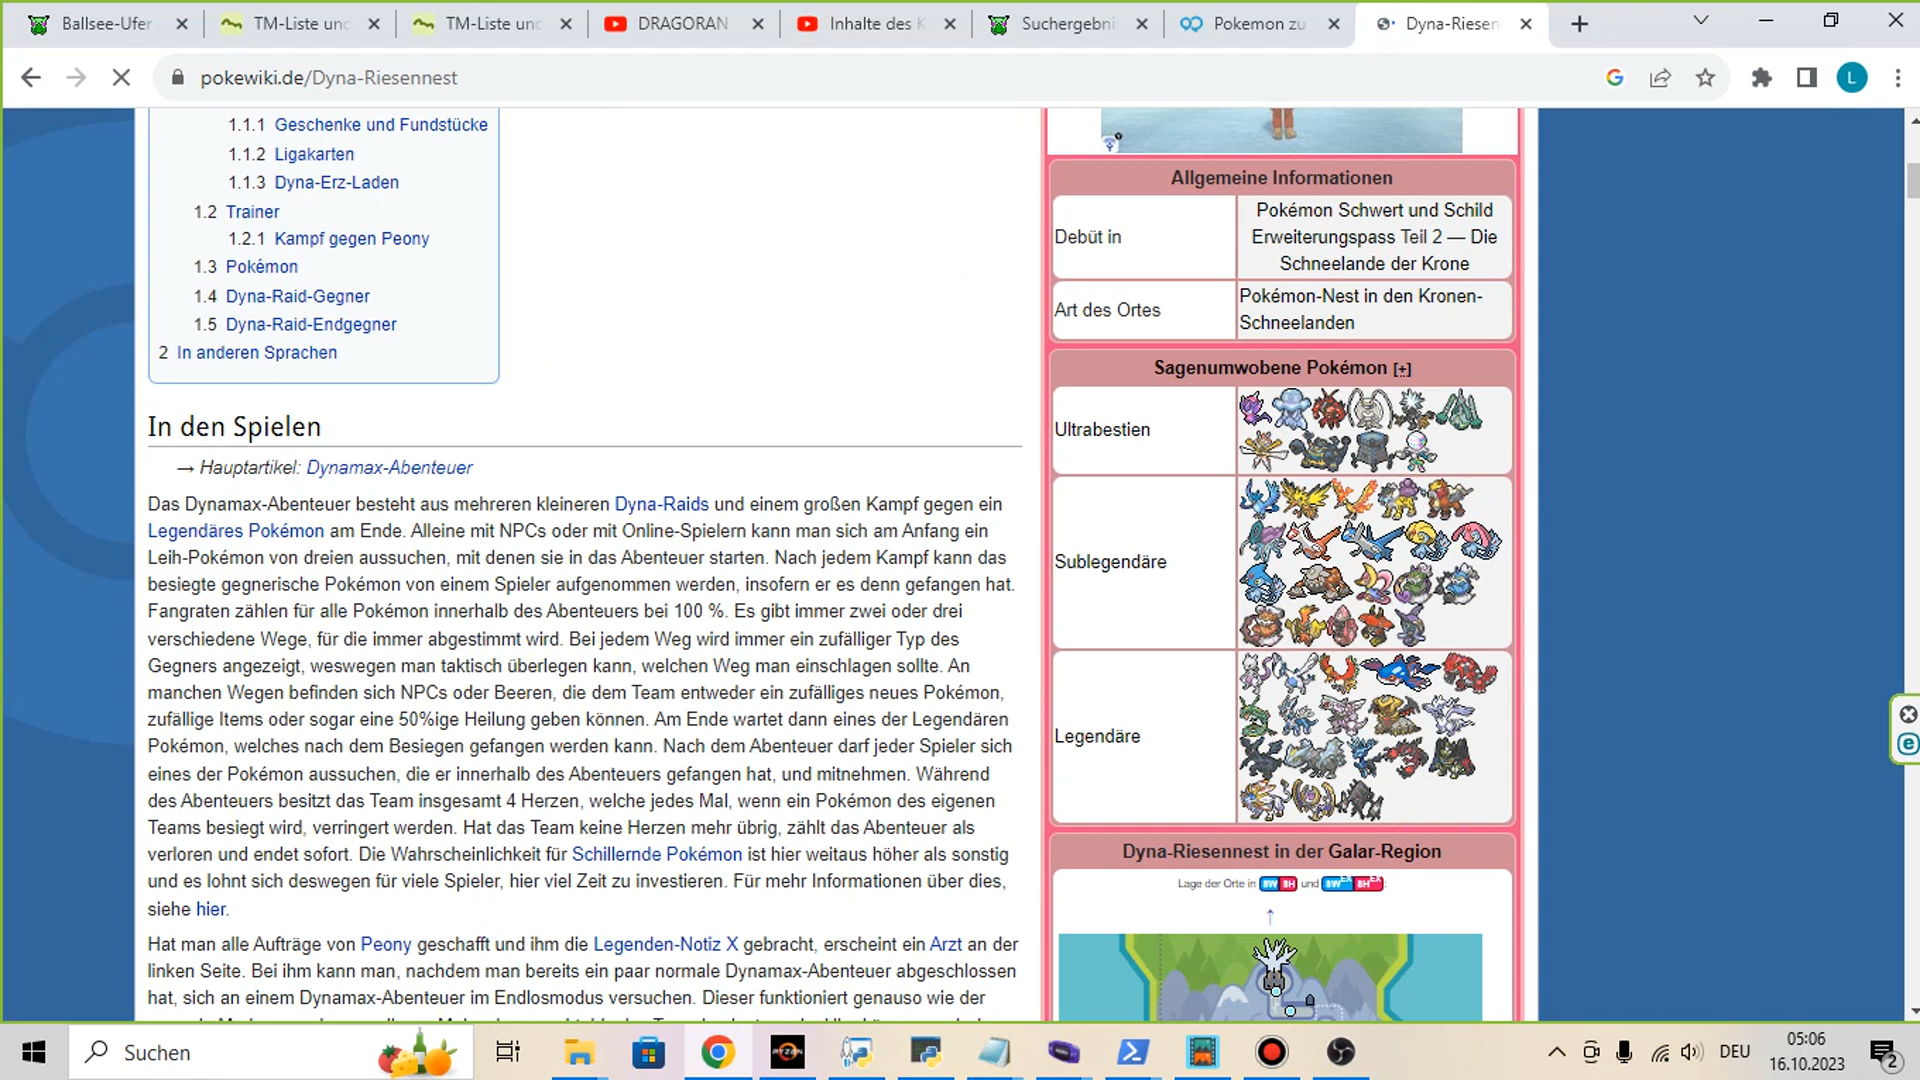 Ballsee-Ufer
TM-Liste und
TM-Liste und
DRAGORAN
Inhalte des K
Suchergebni
Pokemon zu
Dyna-Riesen
pokewiki.de/Dyna-Riesennest
L
1.1.1 Geschenke und Fundstücke
1.1.2 Ligakarten
1.1.3 Dyna-Erz-Laden
1.2 Trainer
1.2.1 Kampf gegen Peony
1.3 Pokémon
1.4 Dyna-Raid-Gegner
1.5 Dyna-Raid-Endgegner
2 In anderen Sprachen
In den Spielen
→ Hauptartikel: Dynamax-Abenteuer
Das Dynamax-Abenteuer besteht aus mehreren kleineren Dyna-Raids und einem großen Kampf gegen ein
Legendäres Pokémon am Ende. Alleine mit NPCs oder mit Online-Spielern kann man sich am Anfang ein
Leih-Pokémon von dreien aussuchen, mit denen sie in das Abenteuer starten. Nach jedem Kampf kann das
besiegte gegnerische Pokémon von einem Spieler aufgenommen werden, insofern er es denn gefangen hat.
Fangraten zählen für alle Pokémon innerhalb des Abenteuers bei 100 %. Es gibt immer zwei oder drei
verschiedene Wege, für die immer abgestimmt wird. Bei jedem Weg wird immer ein zufälliger Typ des
Gegners angezeigt, weswegen man taktisch überlegen kann, welchen Weg man einschlagen sollte. An
manchen Wegen befinden sich NPCs oder Beeren, die dem Team entweder ein zufälliges neues Pokémon,
zufällige Items oder sogar eine 50%ige Heilung geben können. Am Ende wartet dann eines der Legendären
Pokémon, welches nach dem Besiegen gefangen werden kann. Nach dem Abenteuer darf jeder Spieler sich
eines der Pokémon aussuchen, die er innerhalb des Abenteuers gefangen hat, und mitnehmen. Während
des Abenteuers besitzt das Team insgesamt 4 Herzen, welche jedes Mal, wenn ein Pokémon des eigenen
Teams besiegt wird, verringert werden. Hat das Team keine Herzen mehr übrig, zählt das Abenteuer als
verloren und endet sofort. Die Wahrscheinlichkeit für Schillernde Pokémon ist hier weitaus höher als sonstig
und es lohnt sich deswegen für viele Spieler, hier viel Zeit zu investieren. Für mehr Informationen über dies,
siehe hier.
Hat man alle Aufträge von Peony geschafft und ihm die Legenden-Notiz X gebracht, erscheint ein Arzt an der
linken Seite. Bei ihm kann man, nachdem man bereits ein paar normale Dynamax-Abenteuer abgeschlossen
hat, sich an einem Dynamax-Abenteuer im Endlosmodus versuchen. Dieser funktioniert genauso wie der
Allgemeine Informationen
Debüt in
Pokémon Schwert und Schild
Erweiterungspass Teil 2 — Die
Schneelande der Krone
Art des Ortes
Pokémon-Nest in den Kronen-
Schneelanden
Sagenumwobene Pokémon [+]
Ultrabestien
Sublegendäre
Legendäre
Dyna-Riesennest in der Galar-Region
Lage der Orte in SW SH und SW EX SH EX:
↑
Suchen
RYZEN
DEU
05:06
16.10.2023
2